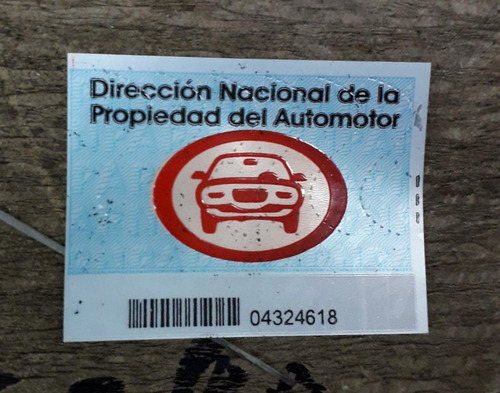 Dirección Nacional de la
Propiedad del Automotor
04324618